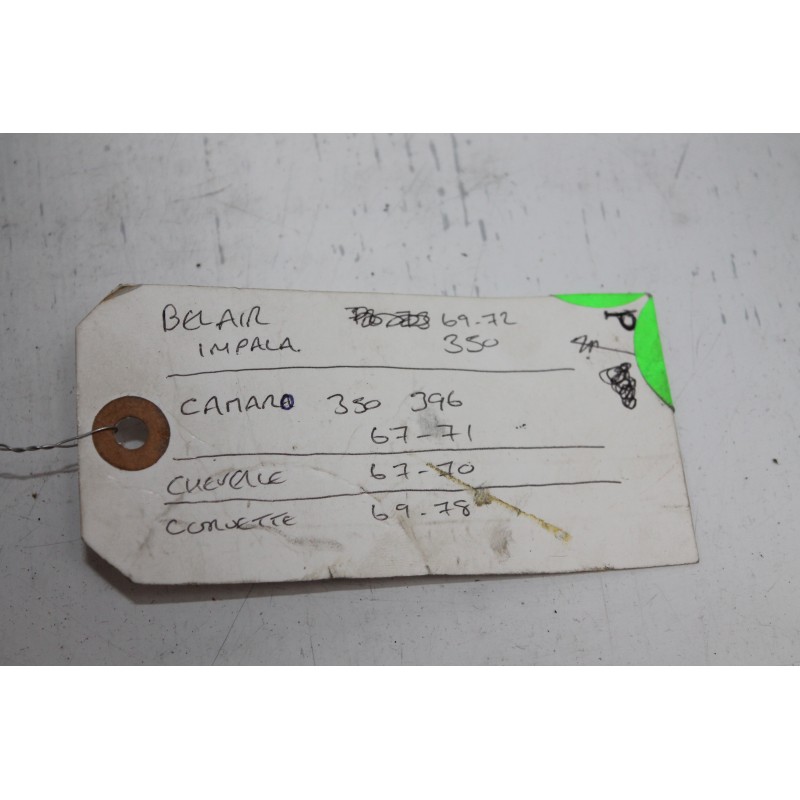 BELAIR 69-72
IMPALA 350
CAMARO 350 396
67-71
CHEVELLE 67-70
CORVETTE 69-78
P